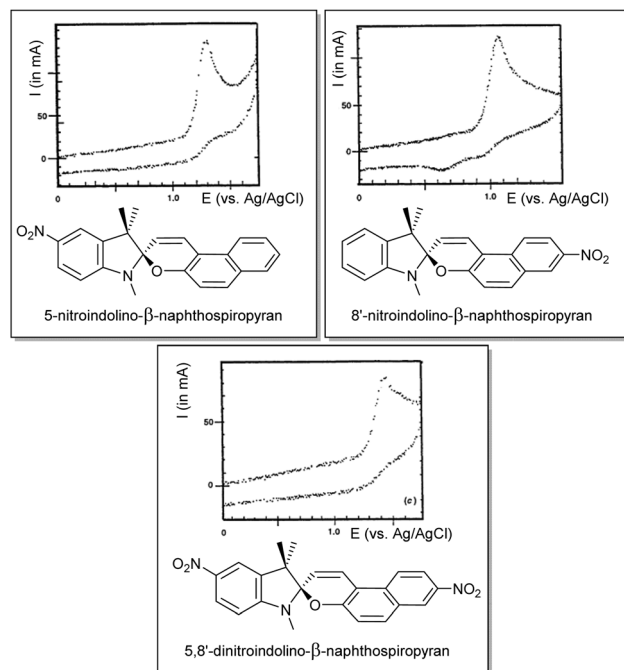 I (in mA)
50
0
0
1.0
E (vs. Ag/AgCl)
O₂N
N
O
5-nitroindolino-β-naphthospiropyran
I (in mA)
50
0
0
1.0
E (vs. Ag/AgCl)
N
O
NO₂
8'-nitroindolino-β-naphthospiropyran
I (in mA)
50
0
(c)
0
1.0
E (vs. Ag/AgCl)
O₂N
N
O
NO₂
5,8'-dinitroindolino-β-naphthospiropyran